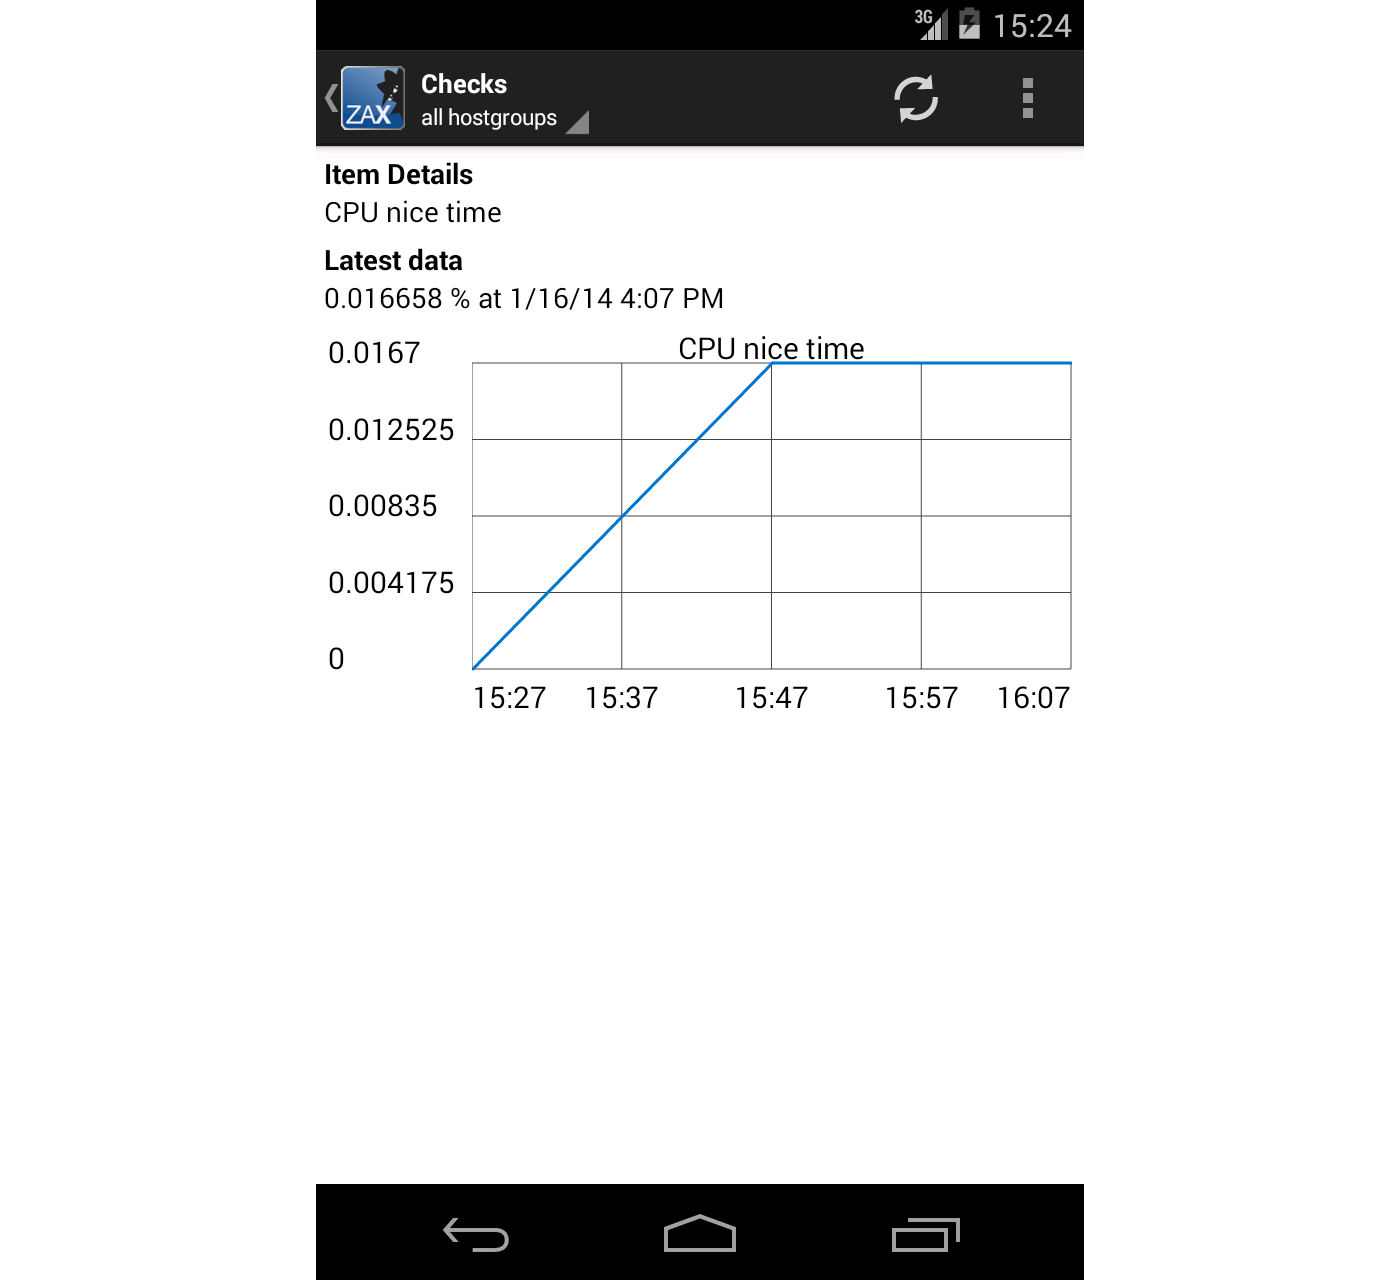 3G 15:24
ZAX
Checks
all hostgroups
Item Details
CPU nice time
Latest data
0.016658 % at 1/16/14 4:07 PM
CPU nice time
0.0167
0.012525
0.00835
0.004175
0
15:27 15:37 15:47 15:57 16:07